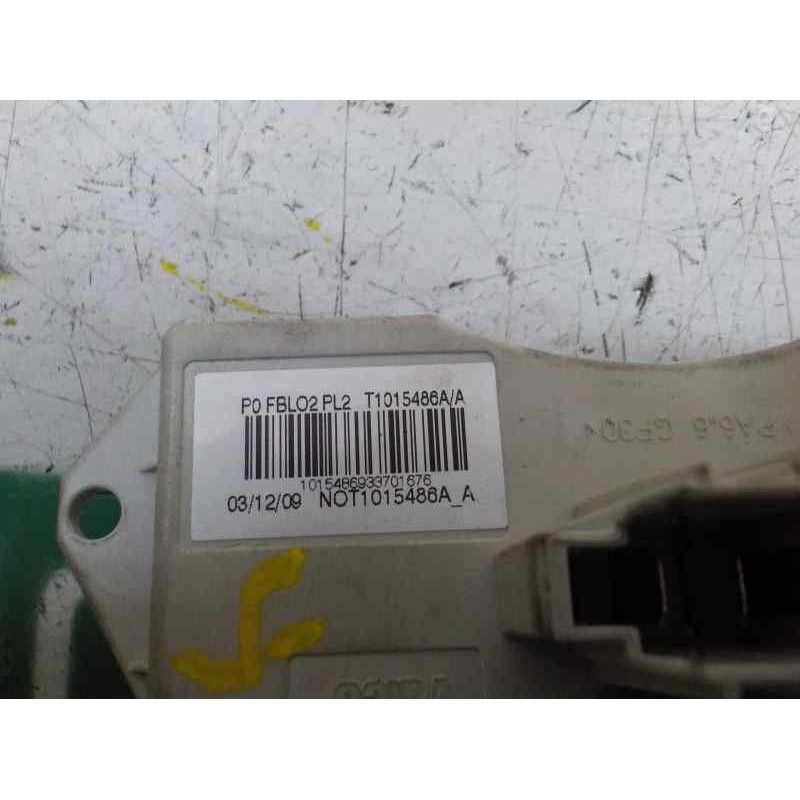 P0 FBLO2 PL2 T1015486A/A
1015486933701676
03/12/09 NOT1015486A_A
>PA6.6 GF30<